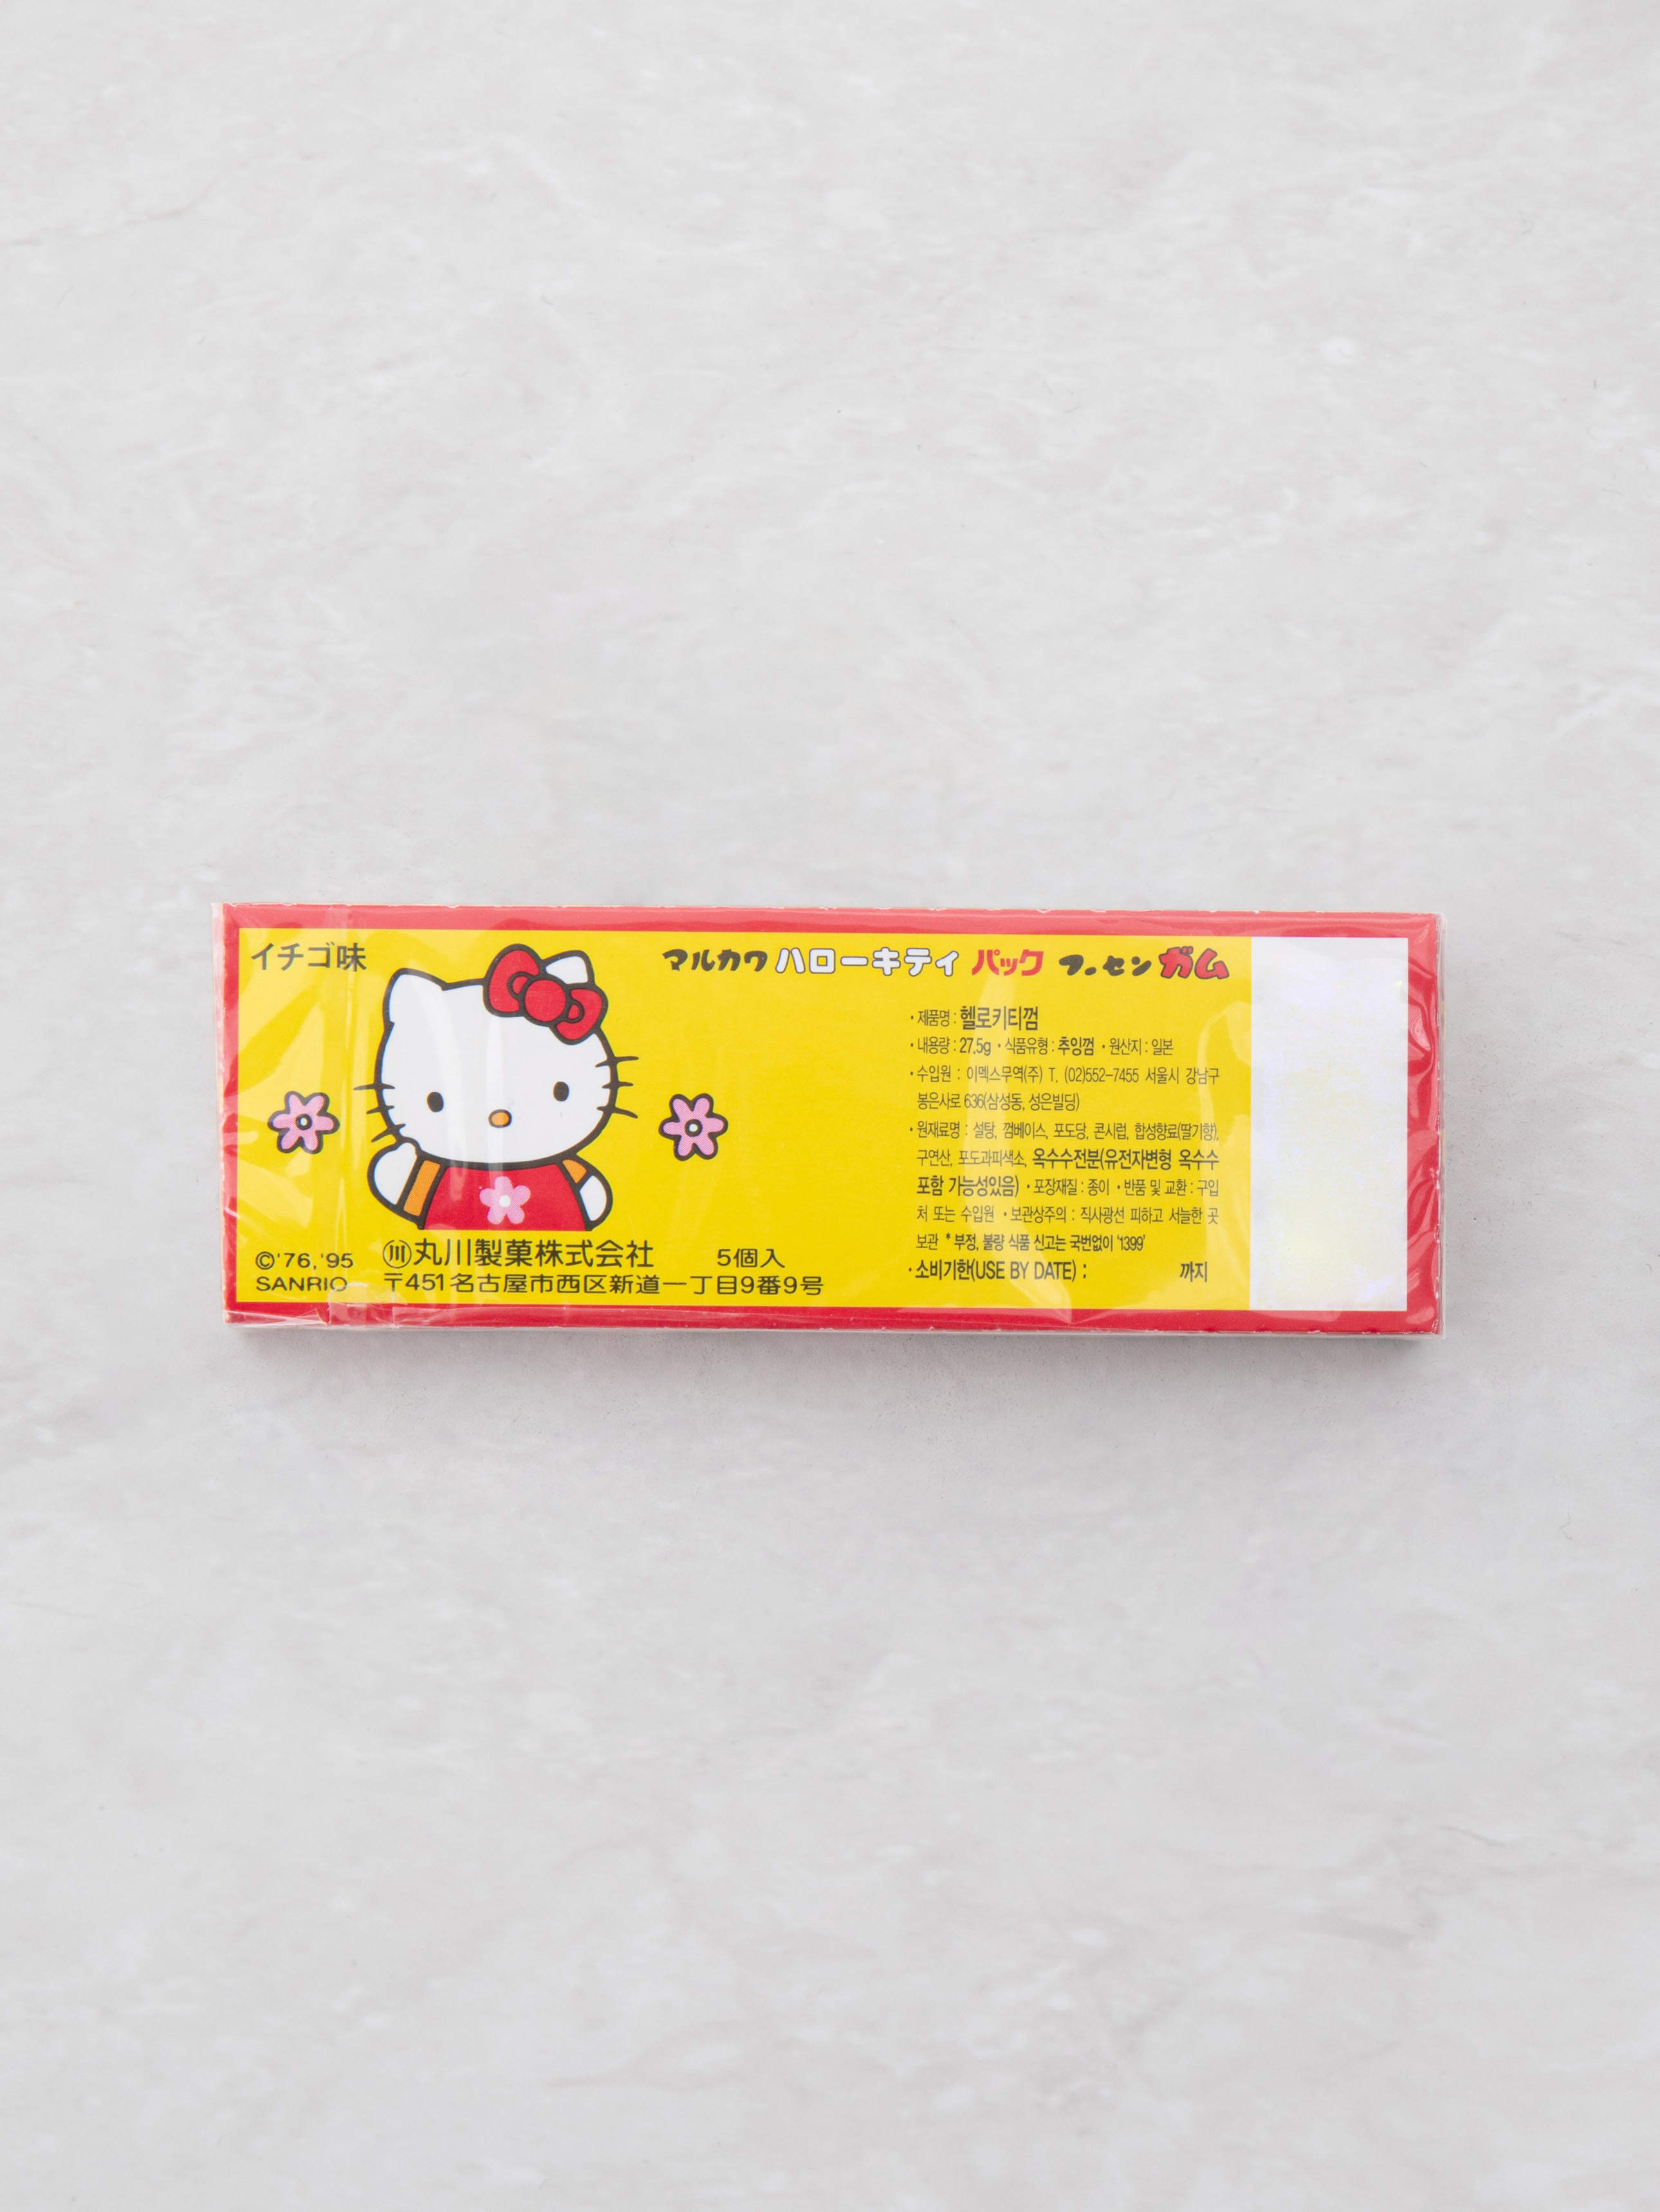 イチゴ味
マルカワ ハローキティ パック フーセン ガム
・제품명 : 헬로키티껌
・내용량 : 27.5g ・식품유형 : 추잉껌 ・원산지 : 일본
・수입원 : 이멕스무역(주) T. (02)552-7455 서울시 강남구
봉은사로 636(삼성동, 성은빌딩)
・원재료명 : 설탕, 껌베이스, 포도당, 콘시럽, 합성향료(딸기향),
구연산, 포도과피색소, 옥수수전분(유전자변형 옥수수
포함 가능성있음) ・포장재질 : 종이 ・반품 및 교환 : 구입
처 또는 수입원 ・보관상주의 : 직사광선 피하고 서늘한 곳
보관 * 부정, 불량 식품 신고는 국번없이 '1399'
・소비기한(USE BY DATE) : 까지
©'76,'95
SANRIO
川 丸川製菓株式会社 5個入
〒451 名古屋市西区新道一丁目9番9号